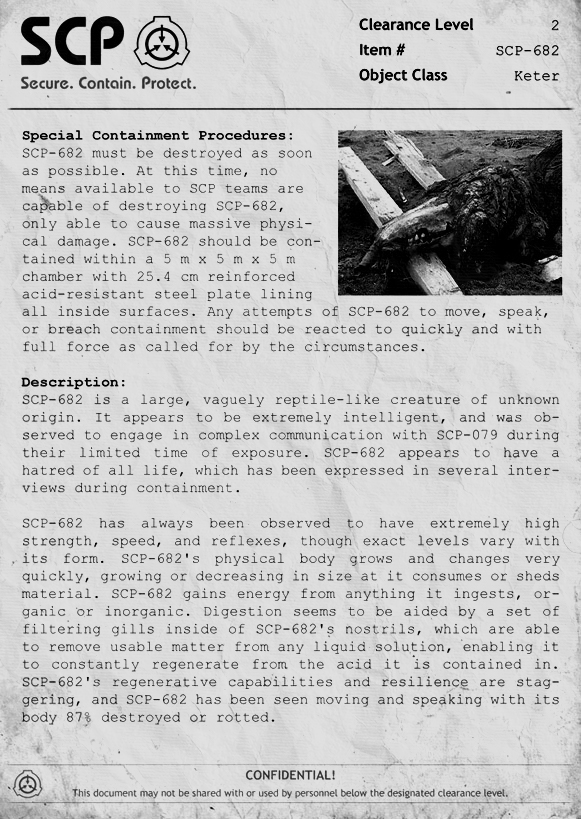 SCP
Secure. Contain. Protect.
Clearance Level 2
Item # SCP-682
Object Class Keter
Special Containment Procedures:
SCP-682 must be destroyed as soon
as possible. At this time, no
means available to SCP teams are
capable of destroying SCP-682,
only able to cause massive physi-
cal damage. SCP-682 should be con-
tained within a 5 m x 5 m x 5 m
chamber with 25.4 cm reinforced
acid-resistant steel plate lining
all inside surfaces. Any attempts of SCP-682 to move, speak,
or breach containment should be reacted to quickly and with
full force as called for by the circumstances.
Description:
SCP-682 is a large, vaguely reptile-like creature of unknown
origin. It appears to be extremely intelligent, and was ob-
served to engage in complex communication with SCP-079 during
their limited time of exposure. SCP-682 appears to have a
hatred of all life, which has been expressed in several inter-
views during containment.
SCP-682 has always been observed to have extremely high
strength, speed, and reflexes, though exact levels vary with
its form. SCP-682's physical body grows and changes very
quickly, growing or decreasing in size at it consumes or sheds
material. SCP-682 gains energy from anything it ingests, or-
ganic or inorganic. Digestion seems to be aided by a set of
filtering gills inside of SCP-682's nostrils, which are able
to remove usable matter from any liquid solution, enabling it
to constantly regenerate from the acid it is contained in.
SCP-682's regenerative capabilities and resilience are stag-
gering, and SCP-682 has been seen moving and speaking with its
body 87% destroyed or rotted.
CONFIDENTIAL!
This document may not be shared with or used by personnel below the designated clearance level.